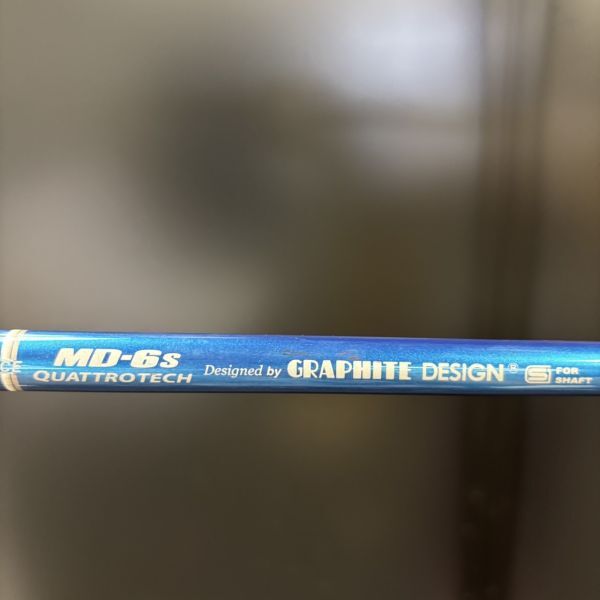 MD-6S
QUATTROTECH
Designed by GRAPHITE DESIGN®
S FOR SHAFT